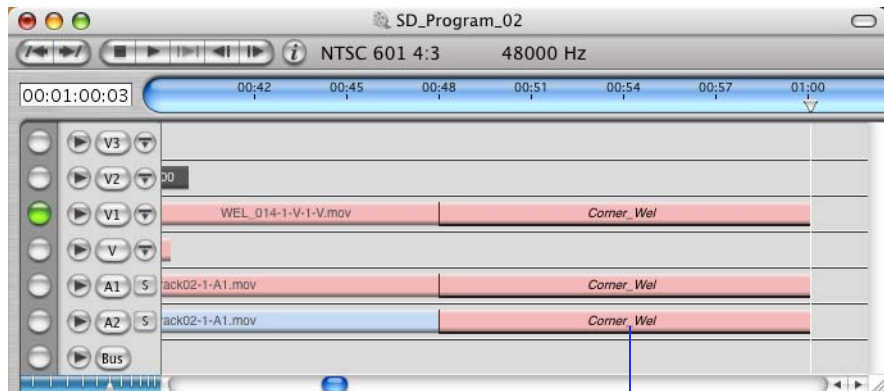 SD_Program_02
NTSC 601 4:3 48000 Hz
00:01:00:03 00:42 00:45 00:48 00:51 00:54 00:57 01:00
V3
V2 00
V1 WEL_014-1-V-1-V.mov Corner_Wel
V
A1 S rack02-1-A1.mov Corner_Wel
A2 S rack02-1-A1.mov Corner_Wel
Bus